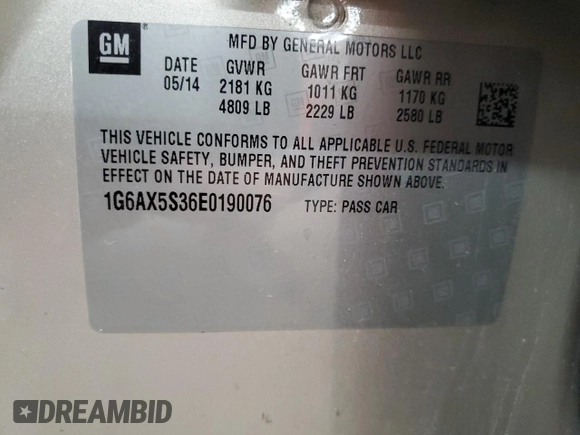 GM
MFD BY GENERAL MOTORS LLC
DATE GVWR GAWR FRT GAWR RR
05/14 2181 KG 1011 KG 1170 KG
4809 LB 2229 LB 2580 LB
THIS VEHICLE CONFORMS TO ALL APPLICABLE U.S. FEDERAL MOTOR
VEHICLE SAFETY, BUMPER, AND THEFT PREVENTION STANDARDS IN
EFFECT ON THE DATE OF MANUFACTURE SHOWN ABOVE.
1G6AX5S36E0190076 TYPE: PASS CAR
DREAMBID